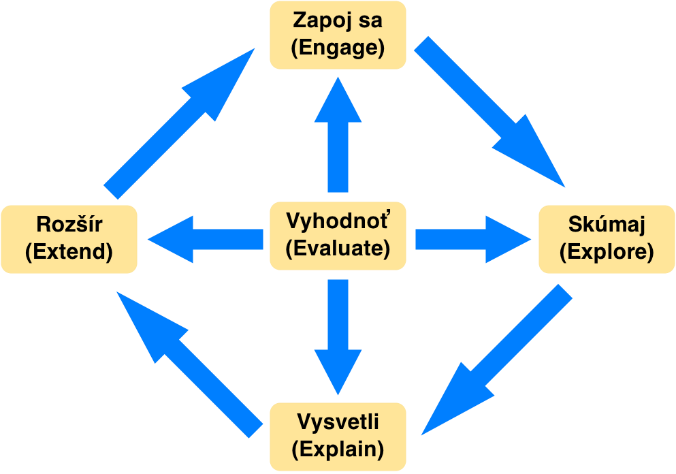 Zapoj sa
(Engage)
Rozšír
(Extend)
Vyhodnoť
(Evaluate)
Skúmaj
(Explore)
Vysvetli
(Explain)